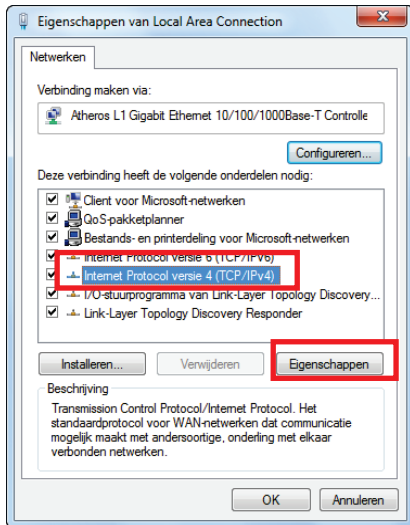 Eigenschappen van Local Area Connection
Netwerken
Verbinding maken via:
Atheros L1 Gigabit Ethernet 10/100/1000Base-T Controlle
Configureren...
Deze verbinding heeft de volgende onderdelen nodig:
Client voor Microsoft-netwerken
QoS-pakketplanner
Bestands- en printerdeling voor Microsoft-netwerken
Internet Protocol versie 6 (TCP/IPv6)
Internet Protocol versie 4 (TCP/IPv4)
I/O-stuurprogramma van Link-Layer Topology Discovery...
Link-Layer Topology Discovery Responder
Installeren...
Verwijderen
Eigenschappen
Beschrijving
Transmission Control Protocol/Internet Protocol. Het
standaardprotocol voor WAN-netwerken dat communicatie
mogelijk maakt met andersoortige, onderling met elkaar
verbonden netwerken.
OK
Annuleren